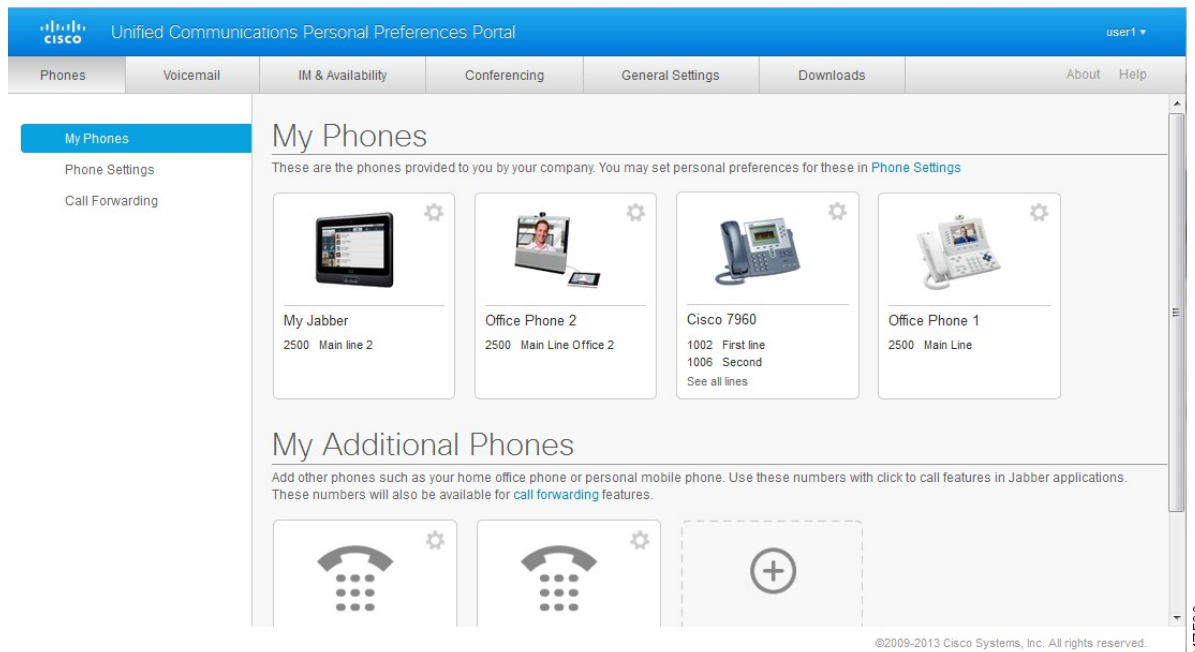 cisco Unified Communications Personal Preferences Portal user1
Phones Voicemail IM & Availability Conferencing General Settings Downloads About Help
My Phones
Phone Settings
Call Forwarding
My Phones
These are the phones provided to you by your company. You may set personal preferences for these in Phone Settings
My Jabber
2500 Main line 2
Office Phone 2
2500 Main Line Office 2
Cisco 7960
1002 First line
1006 Second
See all lines
Office Phone 1
2500 Main Line
My Additional Phones
Add other phones such as your home office phone or personal mobile phone. Use these numbers with click to call features in Jabber applications.
These numbers will also be available for call forwarding features.
©2009-2013 Cisco Systems, Inc. All rights reserved.